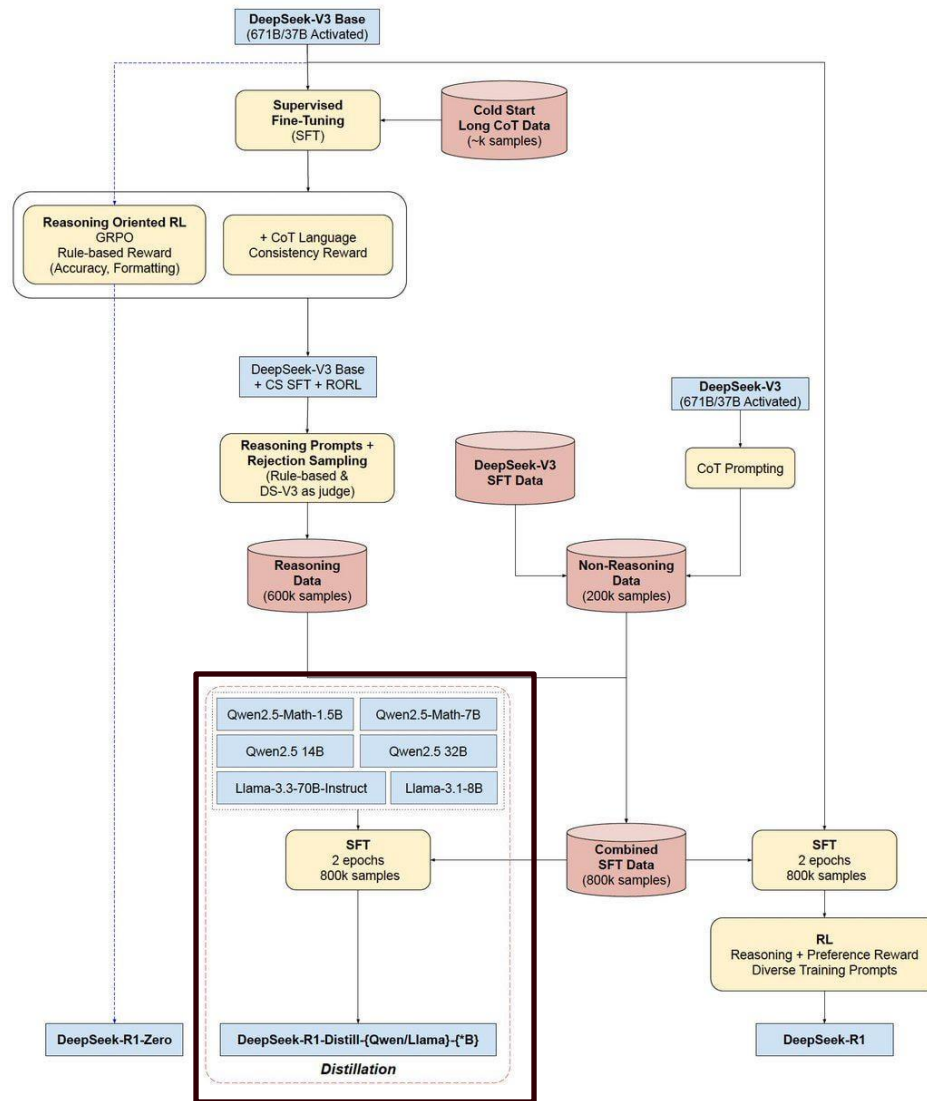 DeepSeek-V3 Base
(671B/37B Activated)
Supervised
Fine-Tuning
(SFT)
Cold Start
Long CoT Data
(~k samples)
Reasoning Oriented RL
GRPO
Rule-based Reward
(Accuracy, Formatting)
+ CoT Language
Consistency Reward
DeepSeek-V3 Base
+ CS SFT + RORL
DeepSeek-V3
(671B/37B Activated)
Reasoning Prompts +
Rejection Sampling
(Rule-based &
DS-V3 as judge)
DeepSeek-V3
SFT Data
CoT Prompting
Reasoning
Data
(600k samples)
Non-Reasoning
Data
(200k samples)
Qwen2.5-Math-1.5B
Qwen2.5-Math-7B
Qwen2.5 14B
Qwen2.5 32B
Llama-3.3-70B-Instruct
Llama-3.1-8B
SFT
2 epochs
800k samples
Combined
SFT Data
(800k samples)
SFT
2 epochs
800k samples
RL
Reasoning + Preference Reward
Diverse Training Prompts
DeepSeek-R1-Zero
DeepSeek-R1-Distill-{Qwen/Llama}-{*B}
DeepSeek-R1
Distillation